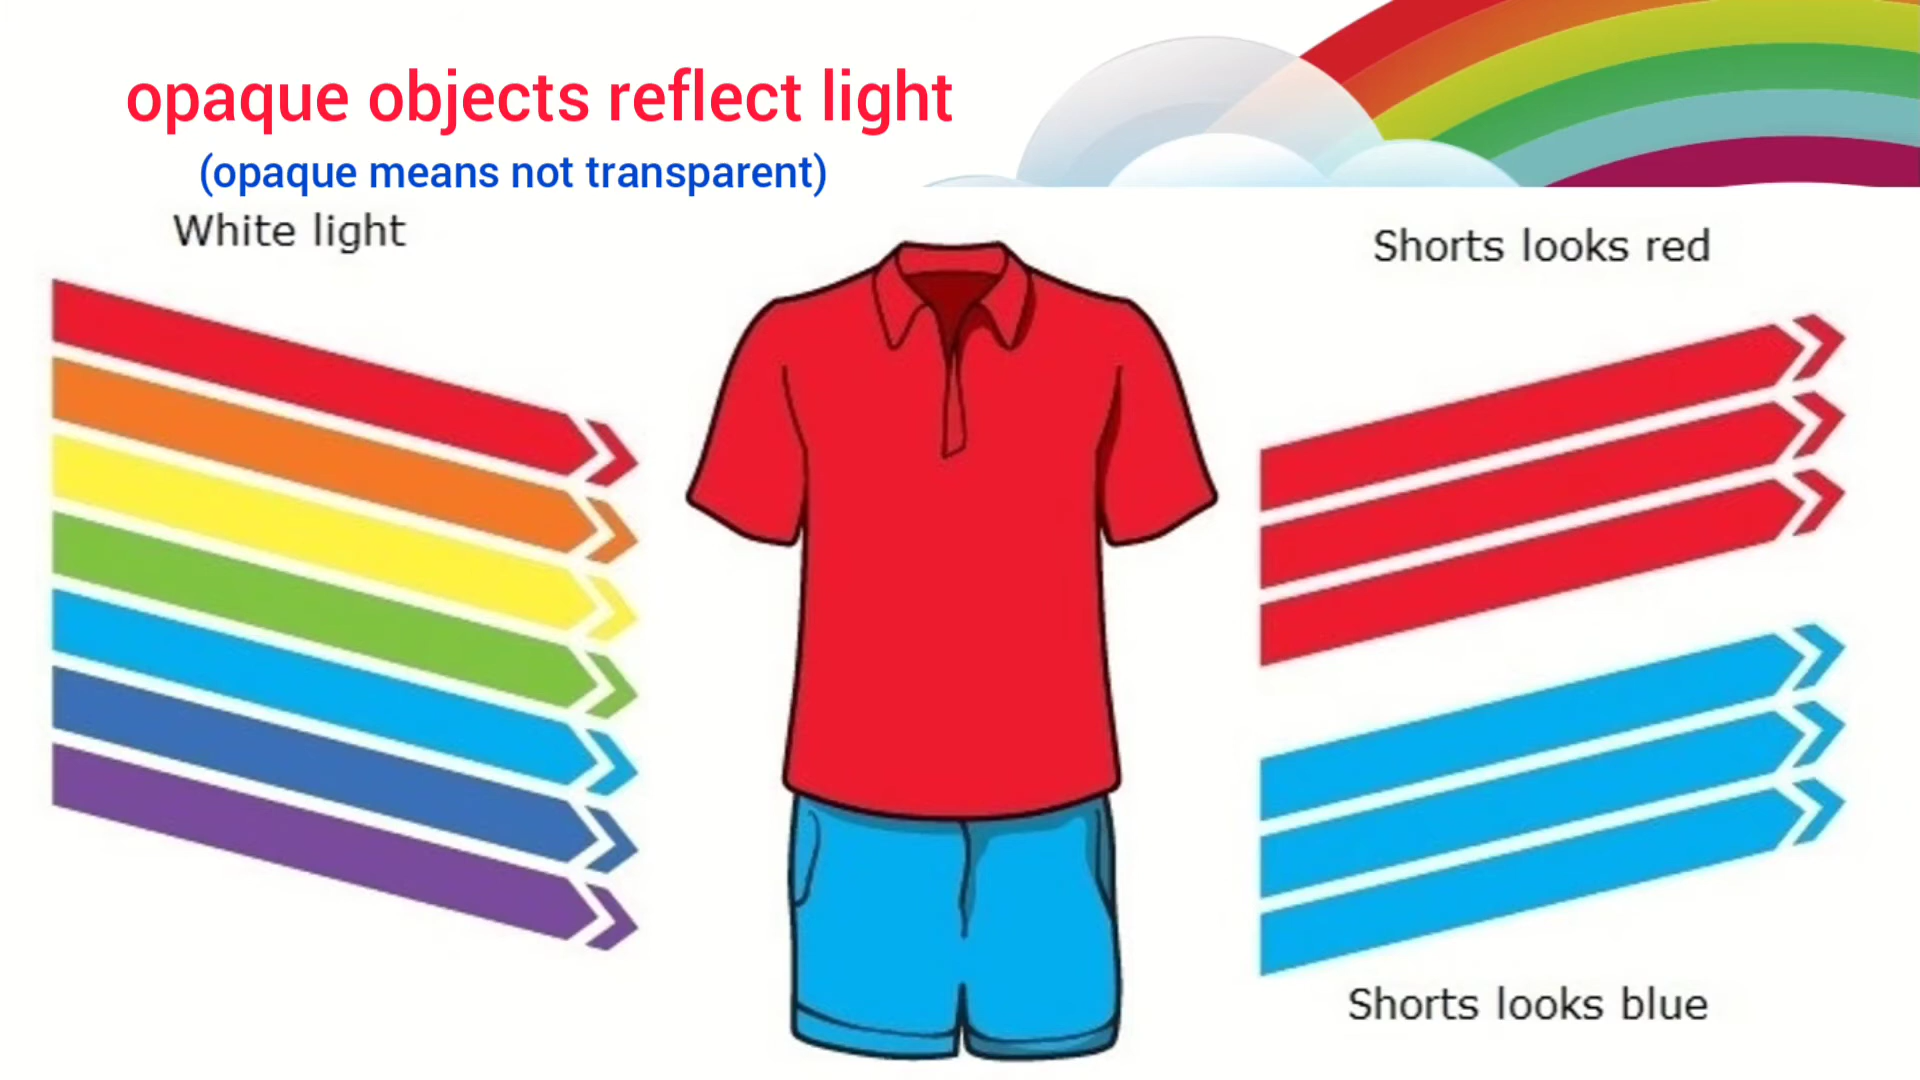 opaque objects reflect light
(opaque means not transparent)
White light
Shorts looks red
Shorts looks blue